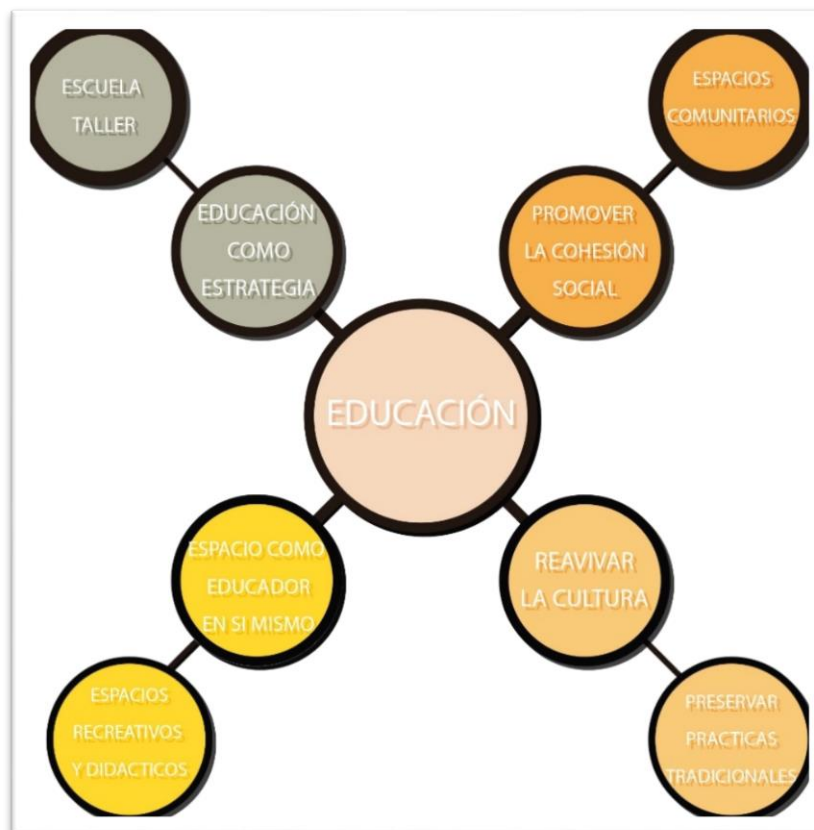 ESCUELA
TALLER
ESPACIOS
COMUNITARIOS
EDUCACIÓN
COMO
ESTRATEGIA
PROMOVER
LA COHESIÓN
SOCIAL
EDUCACIÓN
ESPACIO COMO
EDUCADOR
EN SI MISMO
REAVIVAR
LA CULTURA
ESPACIOS
RECREATIVOS
Y DIDACTICOS
PRESERVAR
PRACTICAS
TRADICIONALES